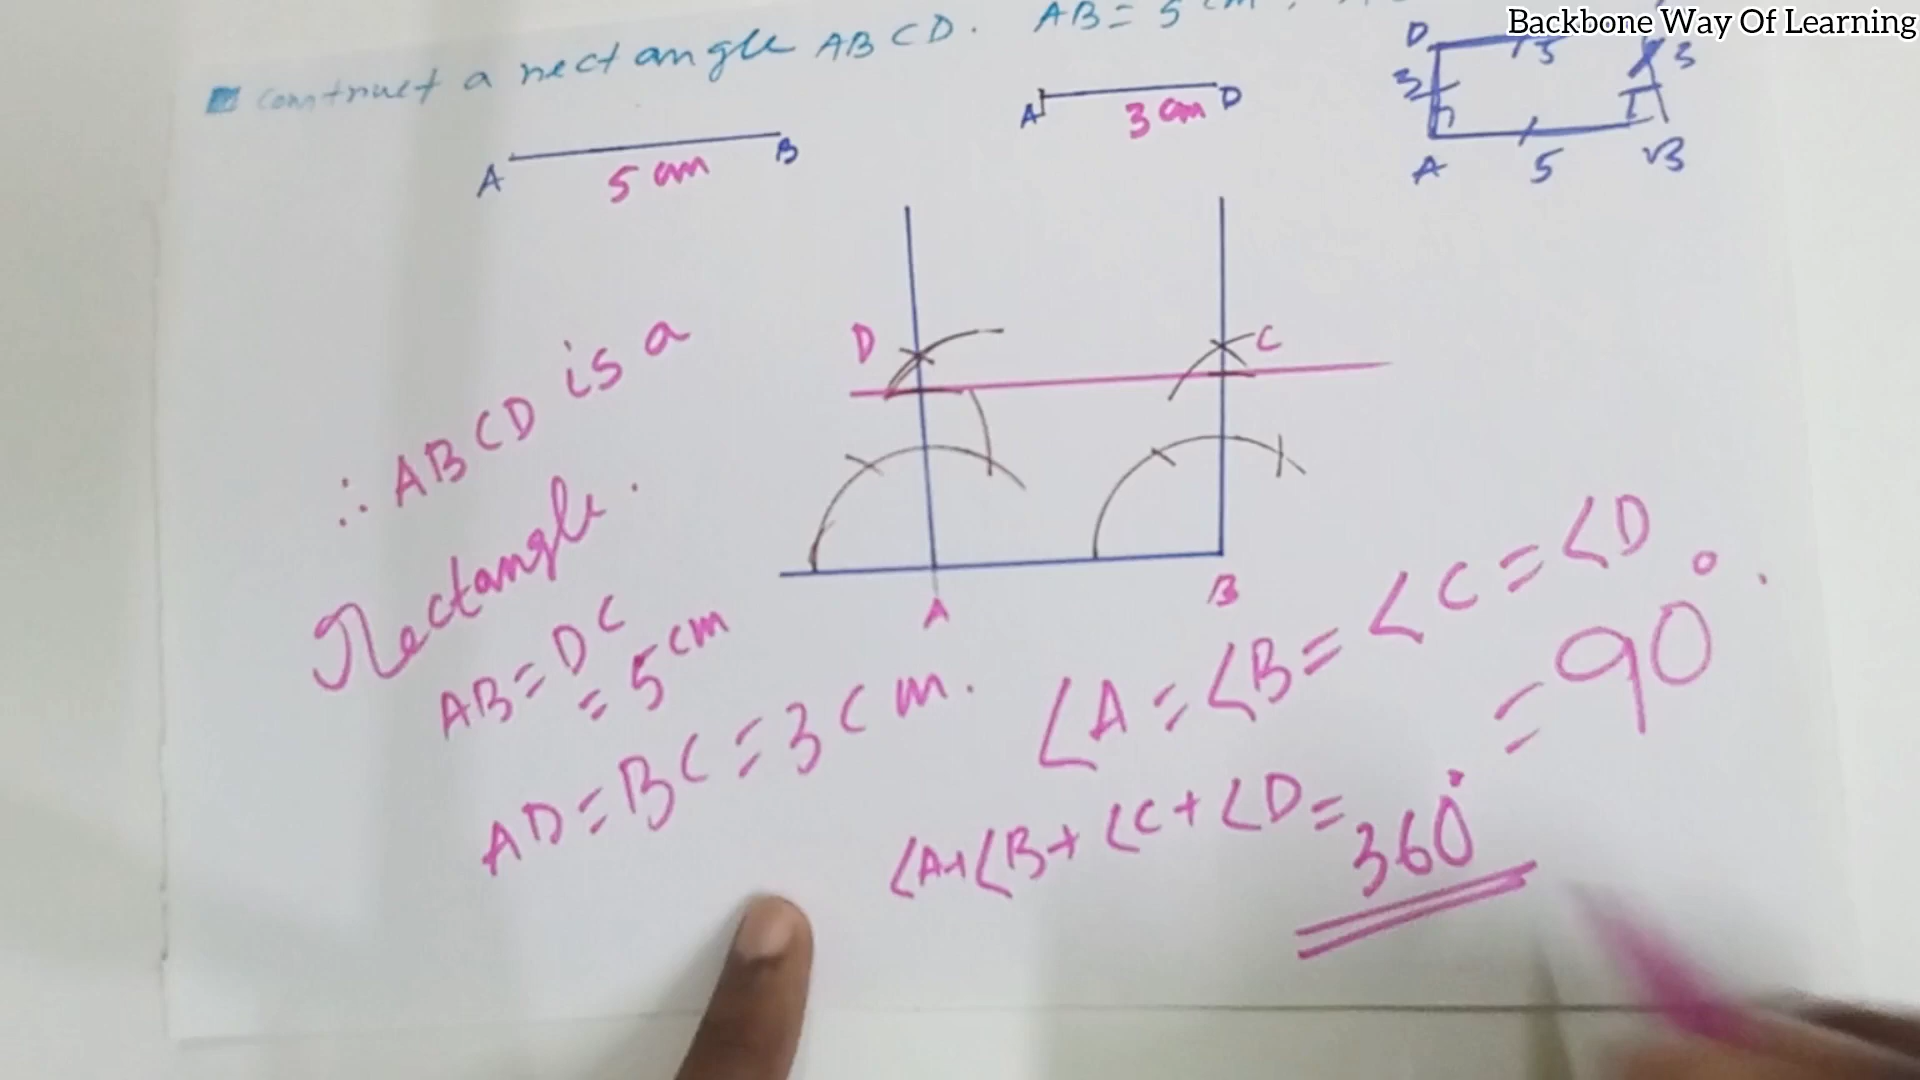 Backbone Way Of Learning
Construct a rectangle ABCD. AB = 5 cm,
A B
5 cm
A D
3 cm
D 5 3
3
A 5 B
D C
A B
∴ ABCD is a
Rectangle.
AB = DC
= 5 cm
AD = BC = 3 cm.
∠A = ∠B = ∠C = ∠D
= 90°.
∠A+∠B+∠C+∠D=
360°